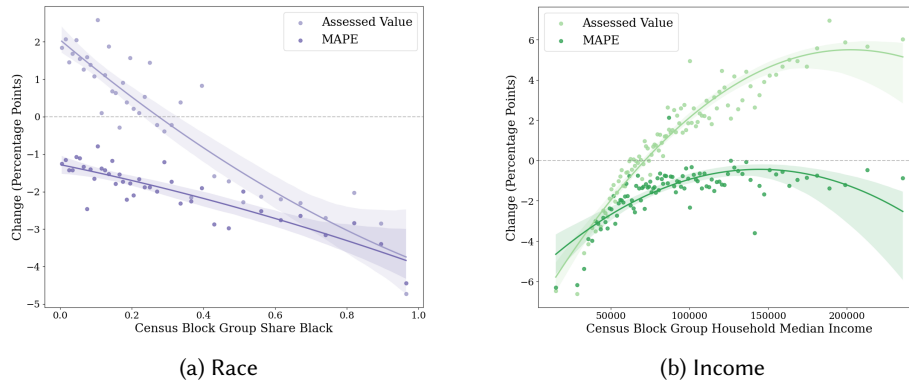 Assessed Value
MAPE
Change (Percentage Points)
2
1
0
−1
−2
−3
−4
−5
0.0 0.2 0.4 0.6 0.8 1.0
Census Block Group Share Black
(a) Race
Assessed Value
MAPE
Change (Percentage Points)
6
4
2
0
−2
−4
−6
50000 100000 150000 200000
Census Block Group Household Median Income
(b) Income